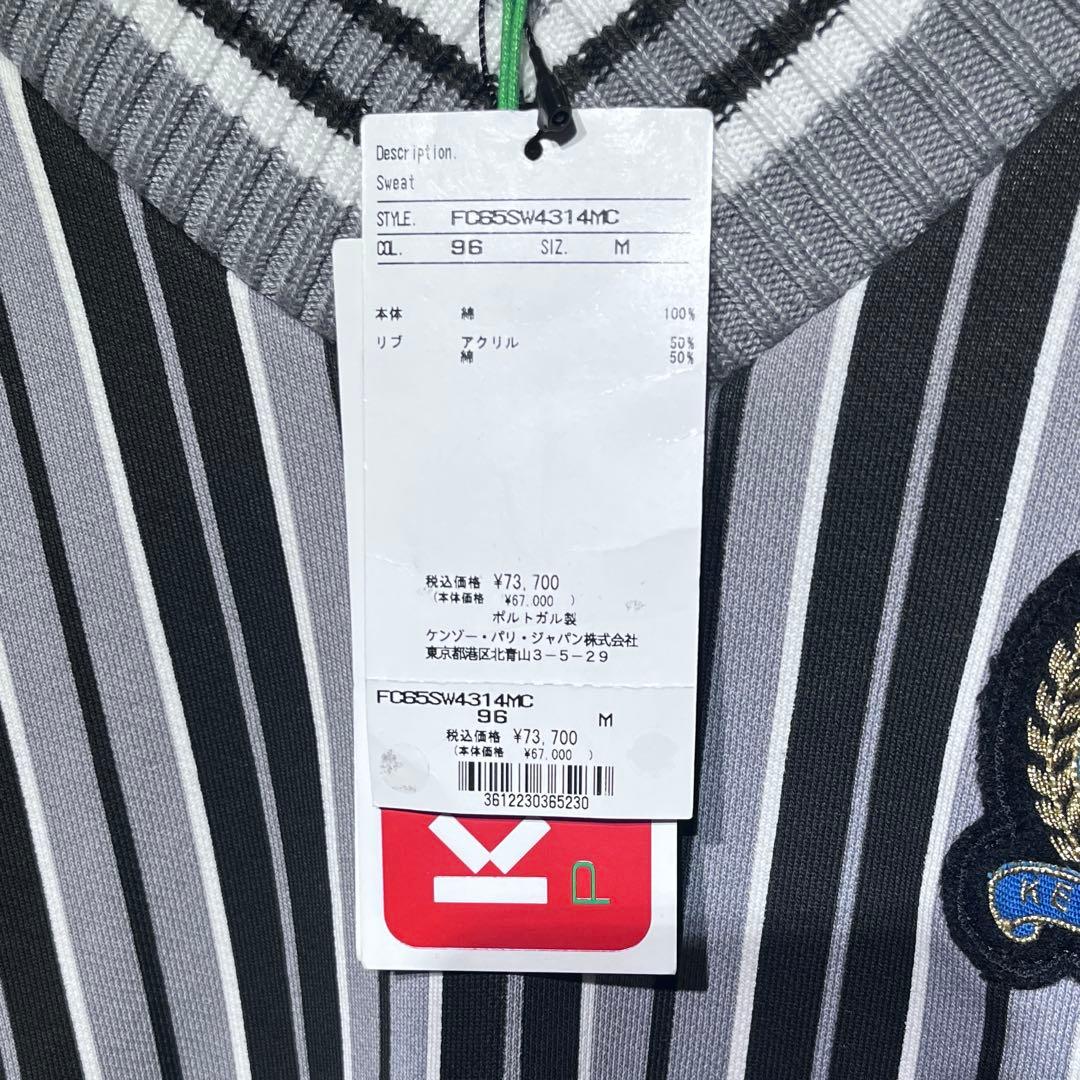 Description.
Sweat
STYLE. FC65SW4314MC
COL. 96 SIZ. M
本体 綿 100%
リブ アクリル 50%
綿 50%
税込価格 ¥73,700
(本体価格 ¥67,000 )
ポルトガル製
ケンゾー・パリ・ジャパン株式会社
東京都港区北青山3-5-29
FC65SW4314MC
96 M
税込価格 ¥73,700
(本体価格 ¥67,000 )
3612230365230
K
P
KE